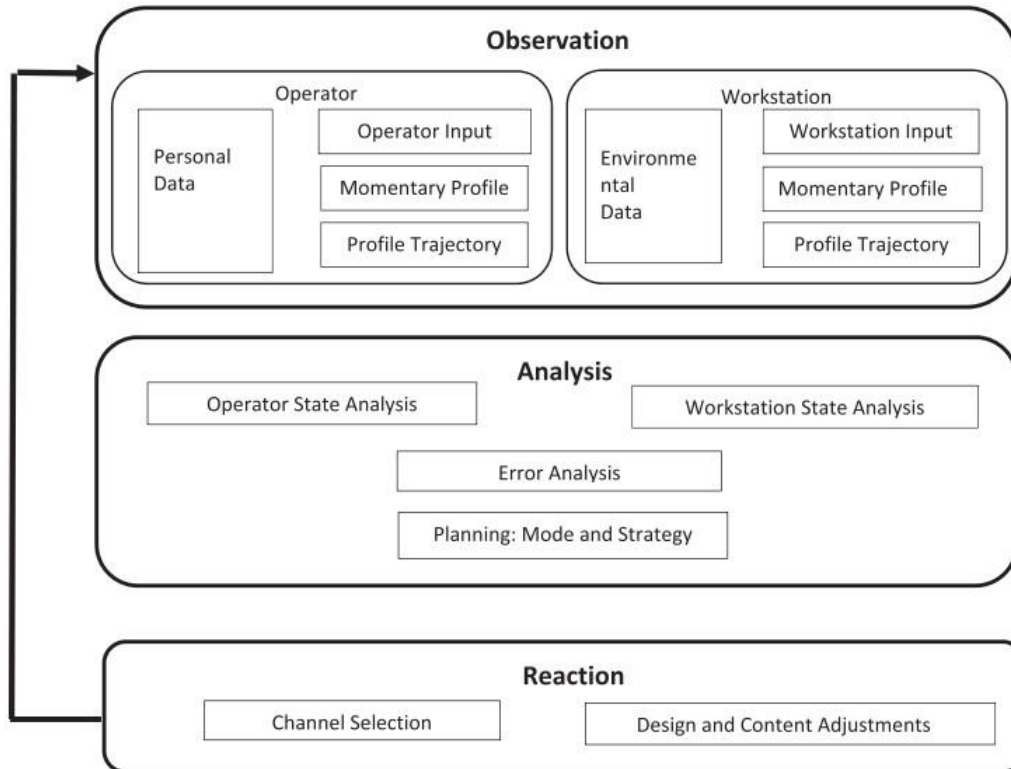 Observation
Operator
Personal
Data
Operator Input
Momentary Profile
Profile Trajectory
Workstation
Environme
ntal
Data
Workstation Input
Momentary Profile
Profile Trajectory
Analysis
Operator State Analysis
Workstation State Analysis
Error Analysis
Planning: Mode and Strategy
Reaction
Channel Selection
Design and Content Adjustments